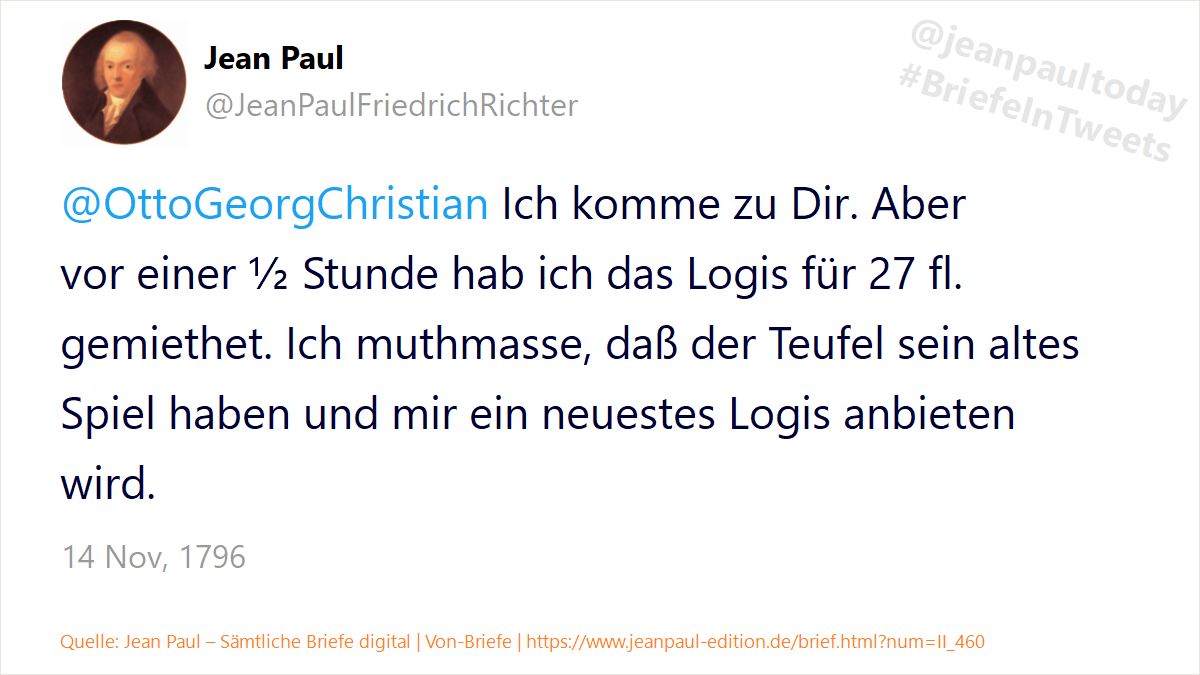 Jean Paul
@JeanPaulFriedrichRichter
@jeanpaultoday
#BriefeInTweets
@OttoGeorgChristian Ich komme zu Dir. Aber
vor einer ½ Stunde hab ich das Logis für 27 fl.
gemiethet. Ich muthmasse, daß der Teufel sein altes
Spiel haben und mir ein neuestes Logis anbieten
wird.
14 Nov, 1796
Quelle: Jean Paul – Sämtliche Briefe digital | Von-Briefe | https://www.jeanpaul-edition.de/brief.html?num=II_460